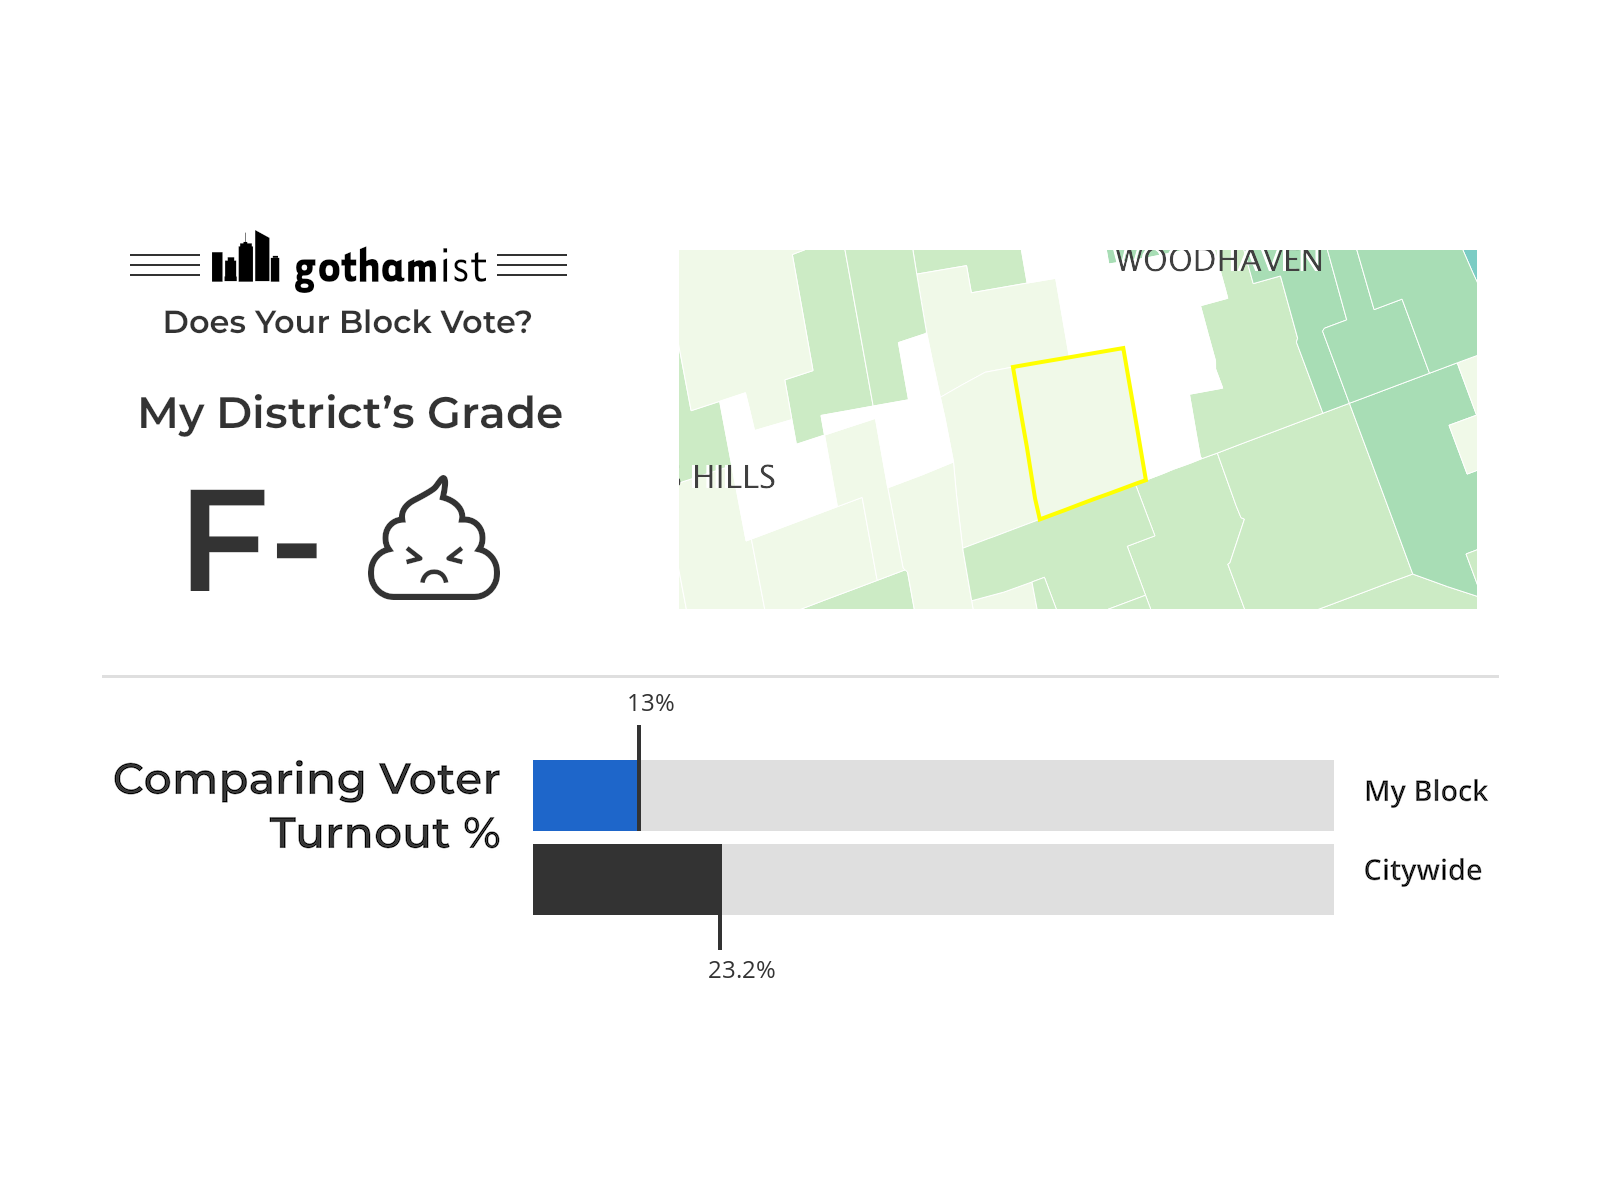 gothamist
Does Your Block Vote?
My District’s Grade
F-
WOODHAVEN
HILLS
13%
Comparing Voter
Turnout %
My Block
Citywide
23.2%